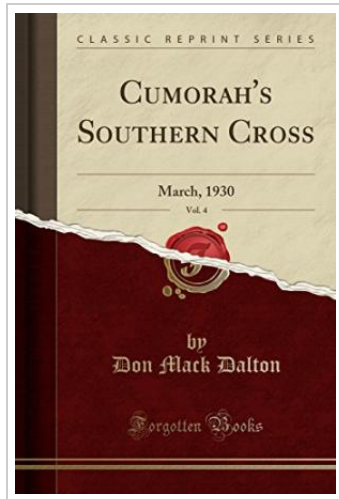 CLASSIC REPRINT SERIES
CUMORAH'S
SOUTHERN CROSS
March, 1930
Vol. 4
by
Don Mack Dalton
Forgotten Books